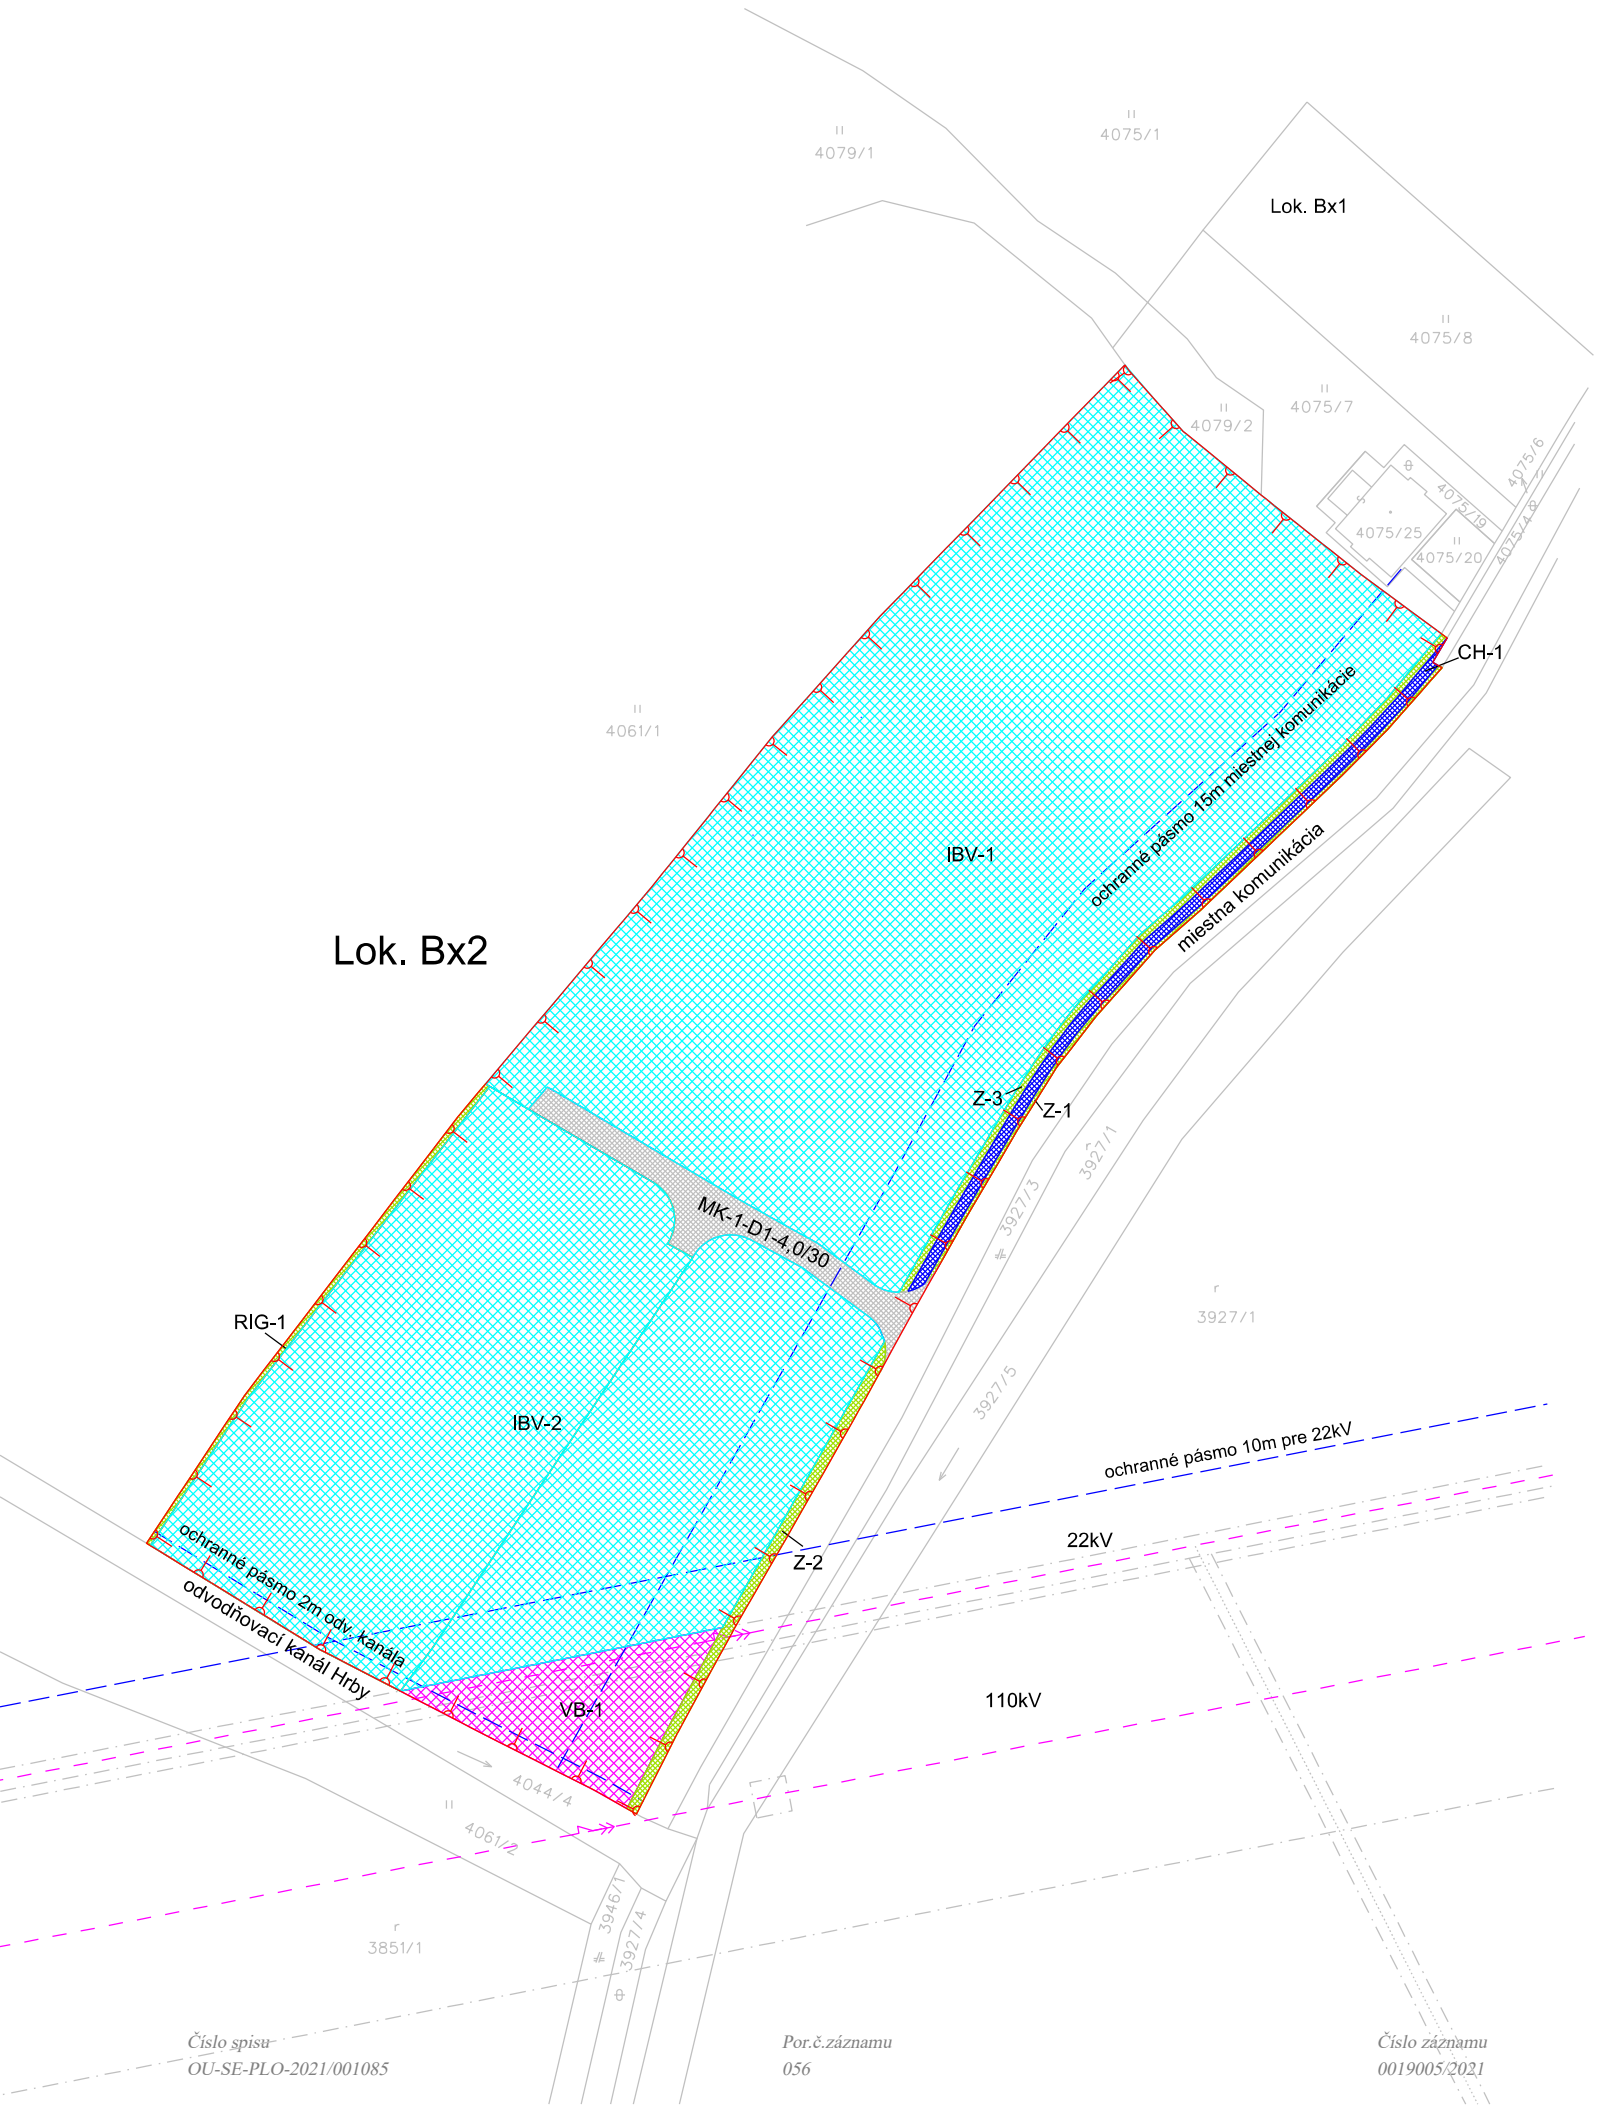 4075/1
4079/1
Lok. Bx1
4075/8
4075/7
4079/2
4075/6
4075/19
4075/25
4075/4
4075/20
CH-1
ochranné pásmo 15m miestnej komunikácie
4061/1
miestna komunikácia
IBV-1
Lok. Bx2
Z-3
Z-1
3927/1
3927/3
MK-1-D1-4,0/30
3927/1
RIG-1
3927/5
IBV-2
ochranné pásmo 10m pre 22kV
22kV
Z-2
ochranné pásmo 2m odv. kanála
odvodňovací kanál Hrby
110kV
VB-1
4044/4
4061/2
3946/1
3927/4
r
3851/1
Číslo spisu
OU-SE-PLO-2021/001085
Por.č.záznamu
056
Číslo záznamu
0019005/2021